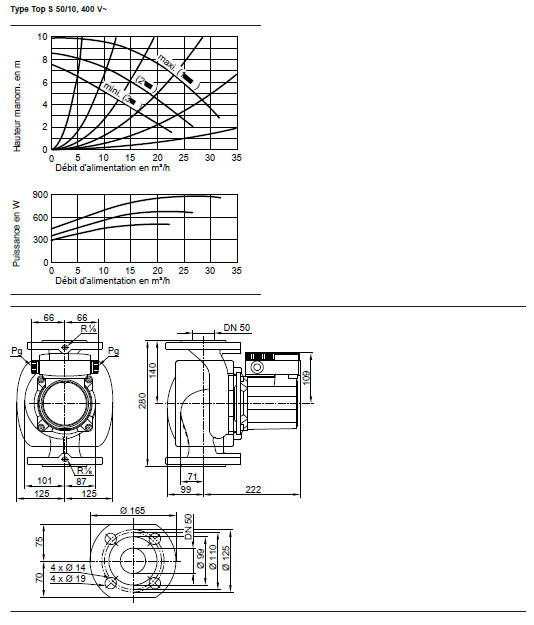 Type Top S 50/10, 400 V~
Hauteur manom. en m
10
8
6
4
2
0
maxi. (1
(2
mini. (3
0 5 10 15 20 25 30 35
Débit d'alimentation en m³/h
Puissance en W
900
600
300
0
0 5 10 15 20 25 30 35
Débit d'alimentation en m³/h
66 66
R⅛
Pg Pg
R⅛
101 87
125 125
DN 50
140
280
109
71
99 222
Ø 165
DN 50
75
70
4 x Ø 14
4 x Ø 19
Ø 99
Ø 110
Ø 125